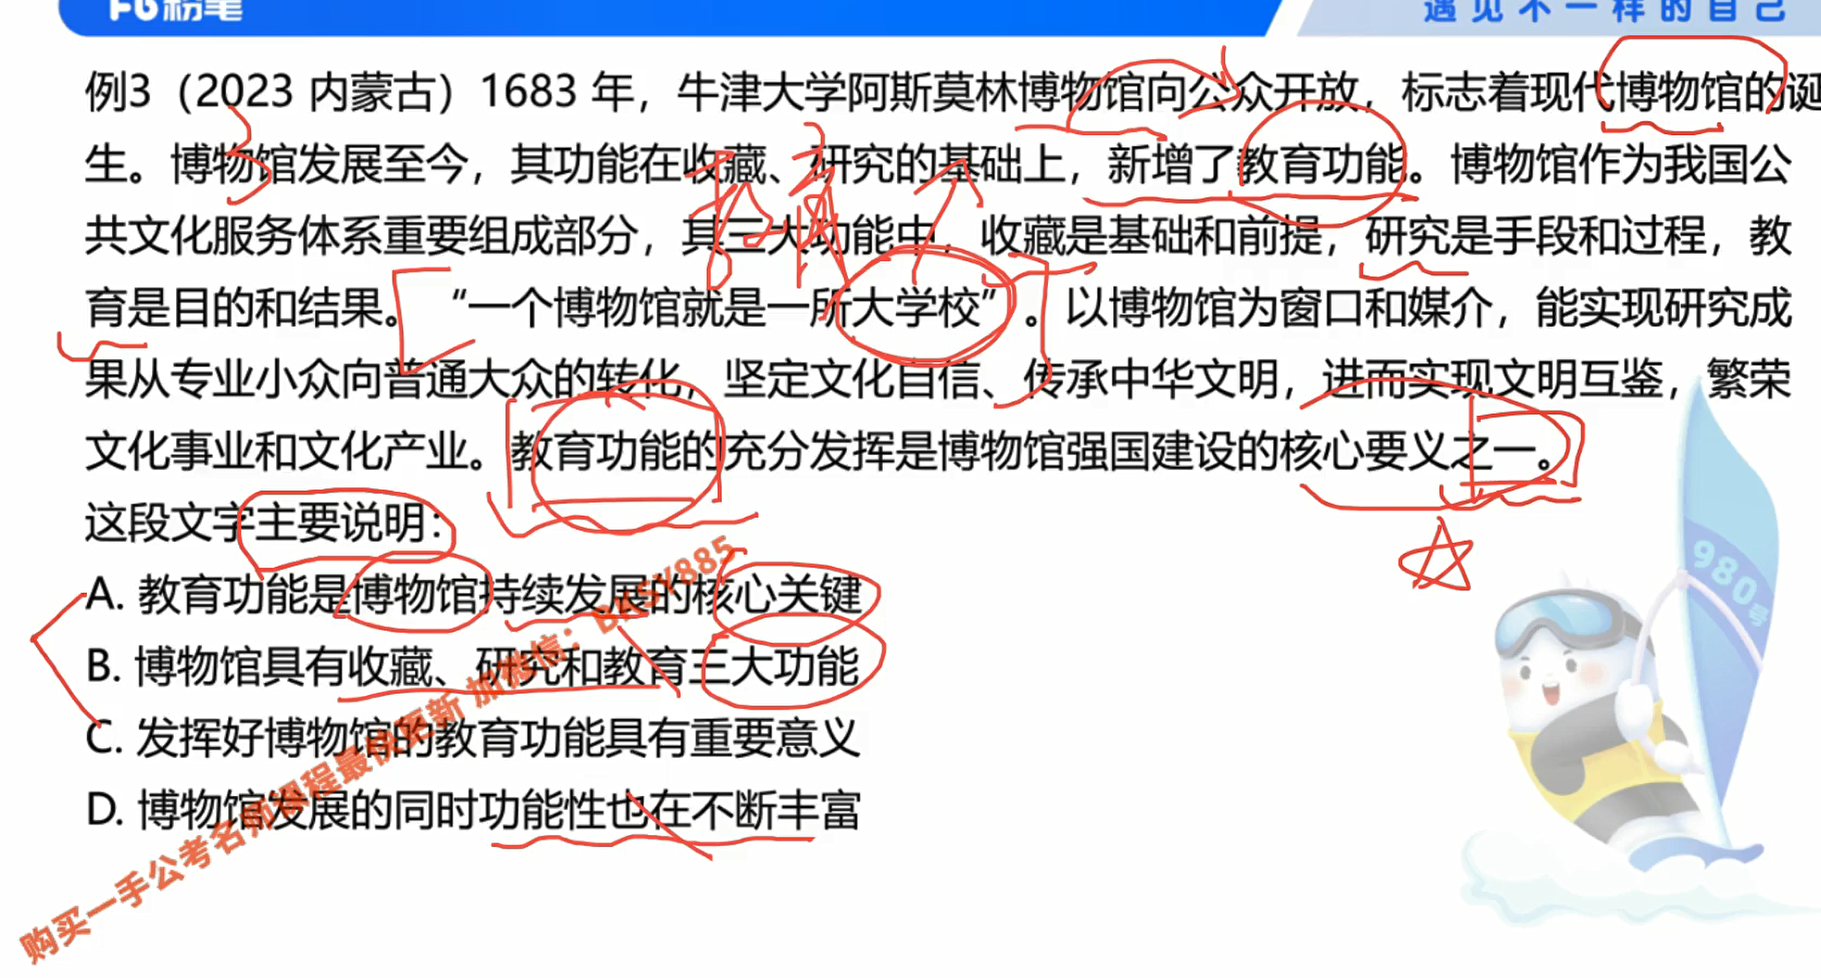 粉笔
遇见不一样的自己
例3（2023 内蒙古）1683 年，牛津大学阿斯莫林博物馆向公众开放，标志着现代博物馆的诞
生。博物馆发展至今，其功能在收藏、研究的基础上，新增了教育功能。博物馆作为我国公
共文化服务体系重要组成部分，其三大功能中，收藏是基础和前提，研究是手段和过程，教
育是目的和结果。“一个博物馆就是一所大学校”。以博物馆为窗口和媒介，能实现研究成
果从专业小众向普通大众的转化，坚定文化自信、传承中华文明，进而实现文明互鉴，繁荣
文化事业和文化产业。教育功能的充分发挥是博物馆强国建设的核心要义之一。
这段文字主要说明：
A. 教育功能是博物馆持续发展的核心关键
B. 博物馆具有收藏、研究和教育三大功能
C. 发挥好博物馆的教育功能具有重要意义
D. 博物馆发展的同时功能性也在不断丰富
购买一手公考名师课程最快更新 加微信：BKSY885
980号